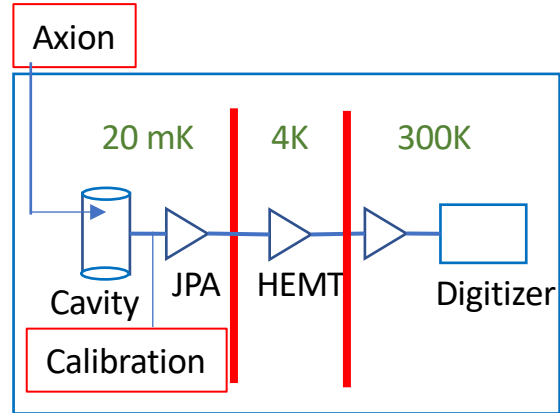 Axion
20 mK
4K
300K
JPA
HEMT
Cavity
Digitizer
Calibration